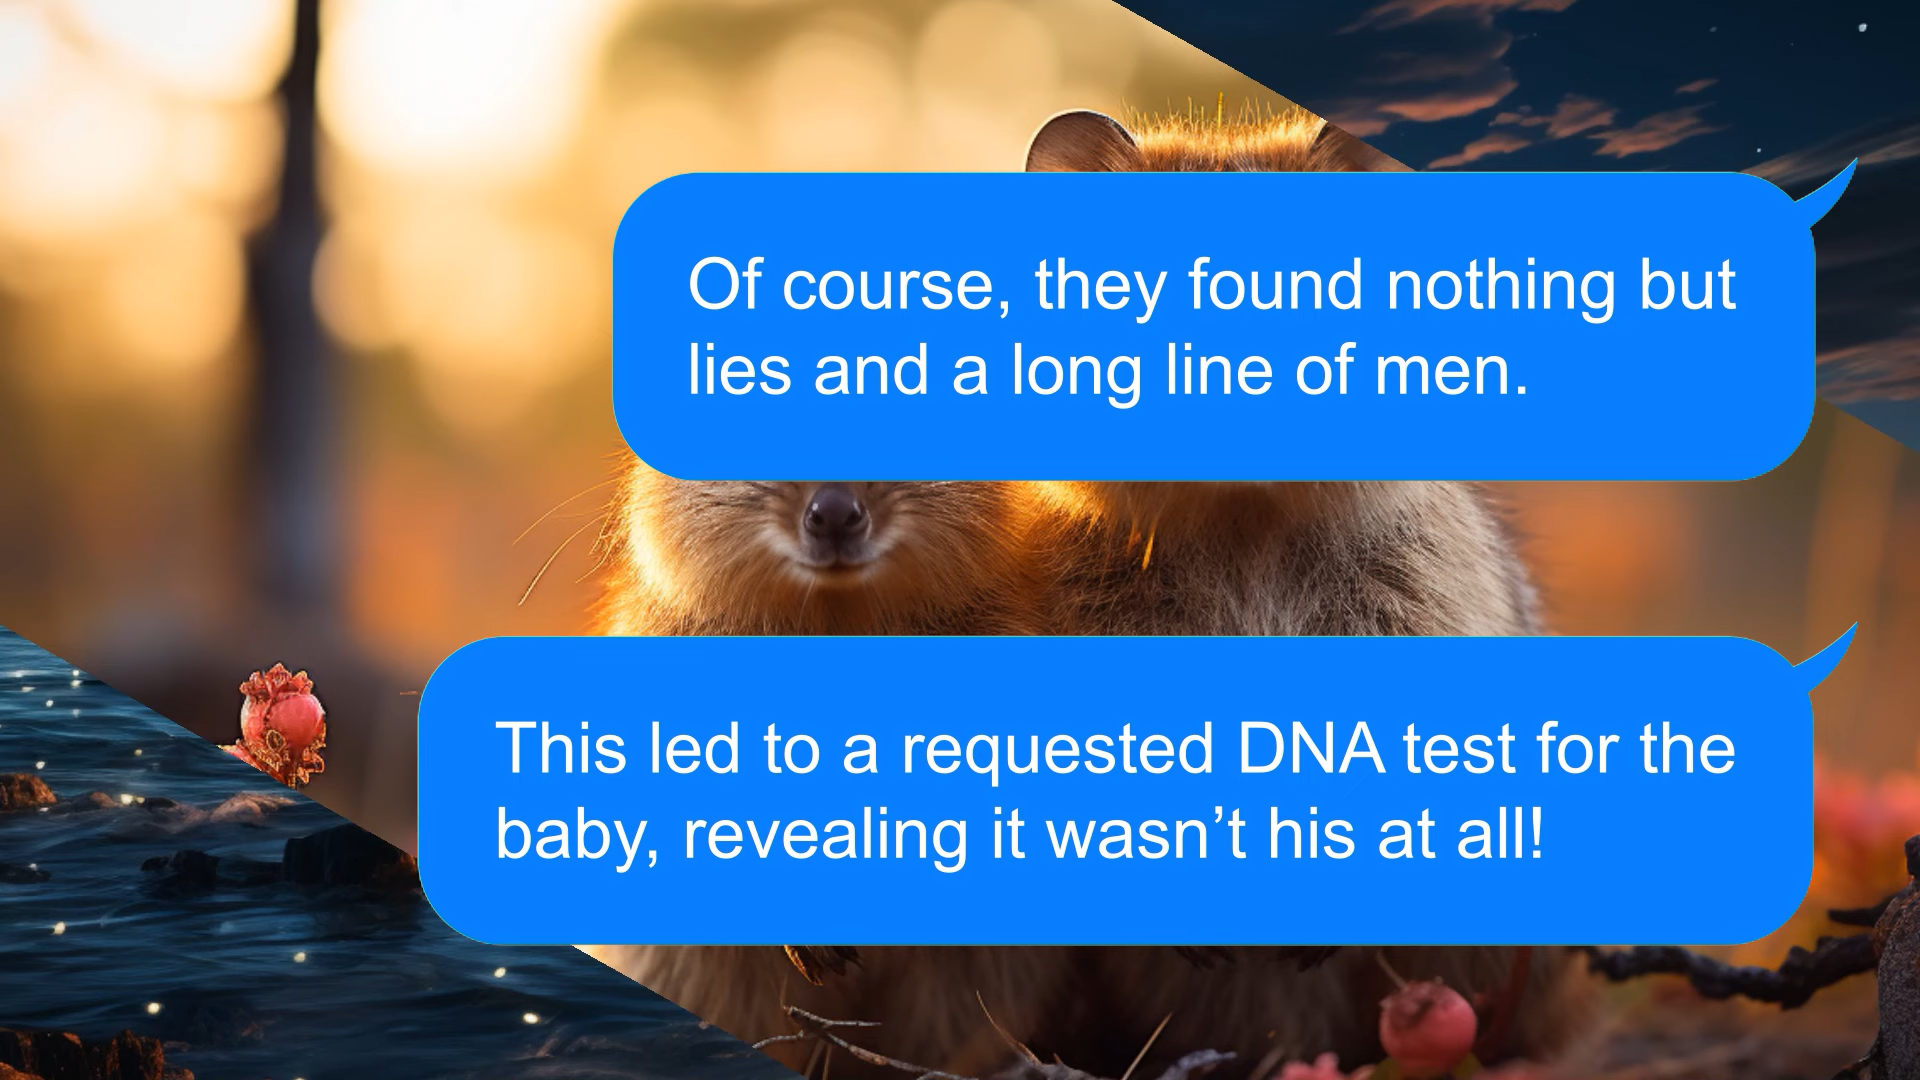 Of course, they found nothing but
lies and a long line of men.
This led to a requested DNA test for the
baby, revealing it wasn’t his at all!